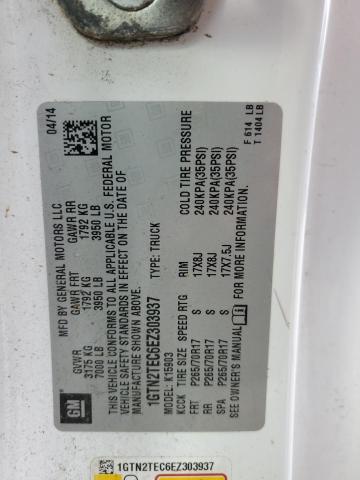 GM
MFD BY GENERAL MOTORS LLC
04/14
GVWR GAWR FRT GAWR RR
3175 KG 1792 KG 1792 KG
7000 LB 3950 LB 3950 LB
THIS VEHICLE CONFORMS TO ALL APPLICABLE U.S. FEDERAL MOTOR
VEHICLE SAFETY STANDARDS IN EFFECT ON THE DATE OF
MANUFACTURE SHOWN ABOVE.
1GTN2TEC6EZ303937 TYPE: TRUCK
MODEL: K15903
KCCK TIRE SIZE SPEED RTG RIM COLD TIRE PRESSURE
FRT P265/70R17 S 17X8J 240KPA(35PSI)
RR P265/70R17 S 17X8J 240KPA(35PSI)
SPA P265/70R17 S 17X7.5J 240KPA(35PSI)
SEE OWNER'S MANUAL FOR MORE INFORMATION.
F 614 LB
T 1404 LB
1GTN2TEC6EZ303937